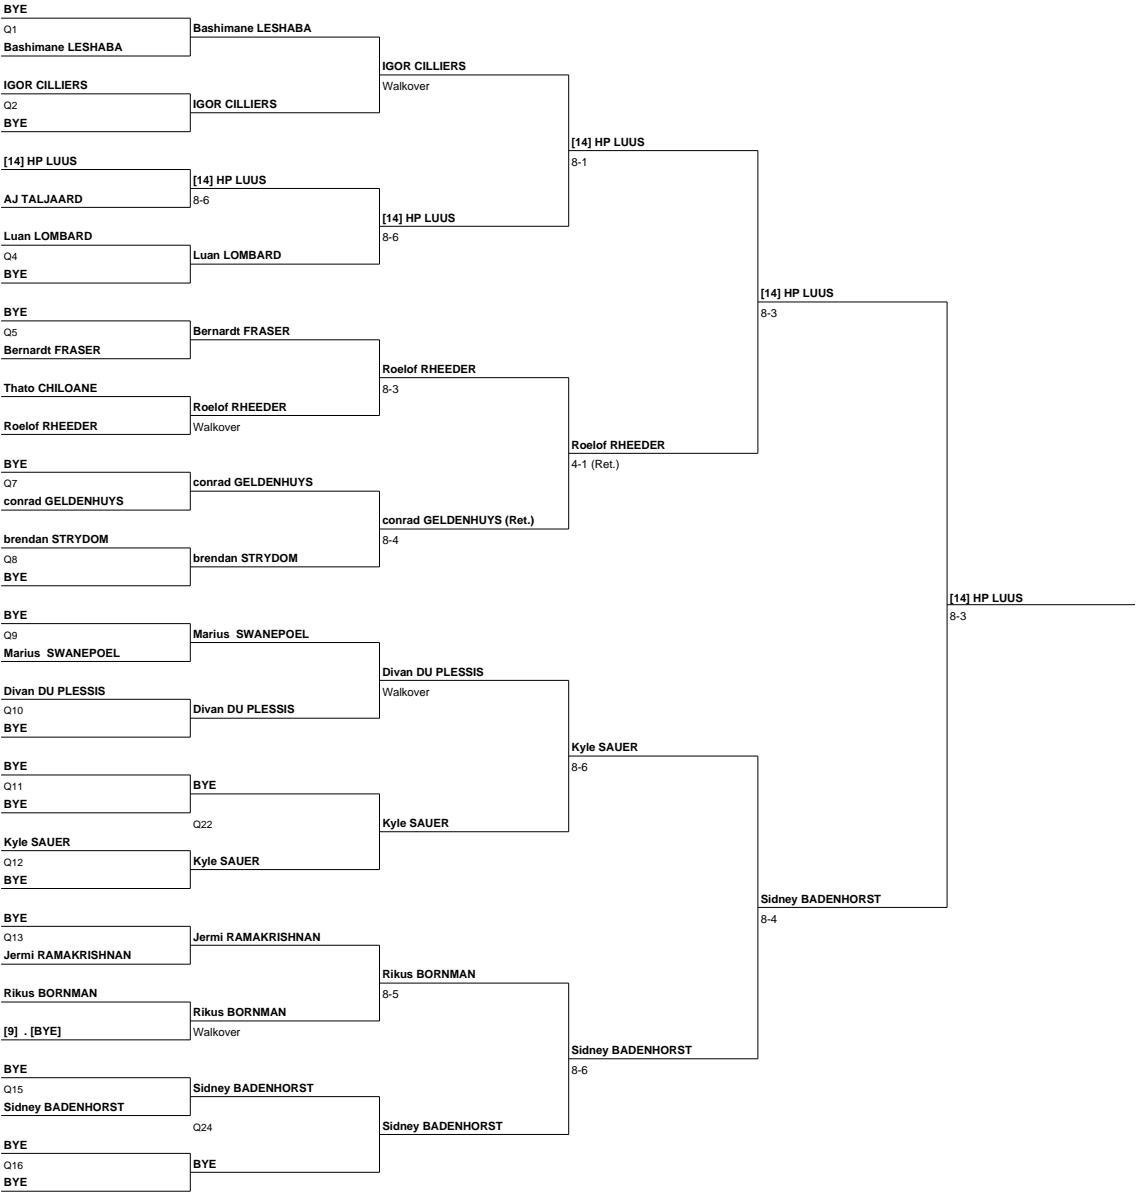 BYE
Q1
Bashimane LESHABA
IGOR CILLIERS
Q2
BYE
[14] HP LUUS
AJ TALJAARD
Luan LOMBARD
Q4
BYE
BYE
Q5
Bernardt FRASER
Thato CHILOANE
Roelof RHEEDER
BYE
Q7
conrad GELDENHUYS
brendan STRYDOM
Q8
BYE
BYE
Q9
Marius  SWANEPOEL
Divan DU PLESSIS
Q10
BYE
BYE
Q11
BYE
Kyle SAUER
Q12
BYE
BYE
Q13
Jermi RAMAKRISHNAN
Rikus BORNMAN
[9]  . [BYE]
BYE
Q15
Sidney BADENHORST
BYE
Q16
BYE
Bashimane LESHABA
IGOR CILLIERS
[14] HP LUUS
8-6
Luan LOMBARD
Bernardt FRASER
Roelof RHEEDER
Walkover
conrad GELDENHUYS
brendan STRYDOM
Marius  SWANEPOEL
Divan DU PLESSIS
BYE
Q22
Kyle SAUER
Jermi RAMAKRISHNAN
Rikus BORNMAN
Walkover
Sidney BADENHORST
Q24
BYE
IGOR CILLIERS
Walkover
[14] HP LUUS
8-6
Roelof RHEEDER
8-3
conrad GELDENHUYS (Ret.)
8-4
Divan DU PLESSIS
Walkover
Kyle SAUER
Rikus BORNMAN
8-5
Sidney BADENHORST
[14] HP LUUS
8-1
Roelof RHEEDER
4-1 (Ret.)
Kyle SAUER
8-6
Sidney BADENHORST
8-6
[14] HP LUUS
8-3
Sidney BADENHORST
8-4
[14] HP LUUS
8-3